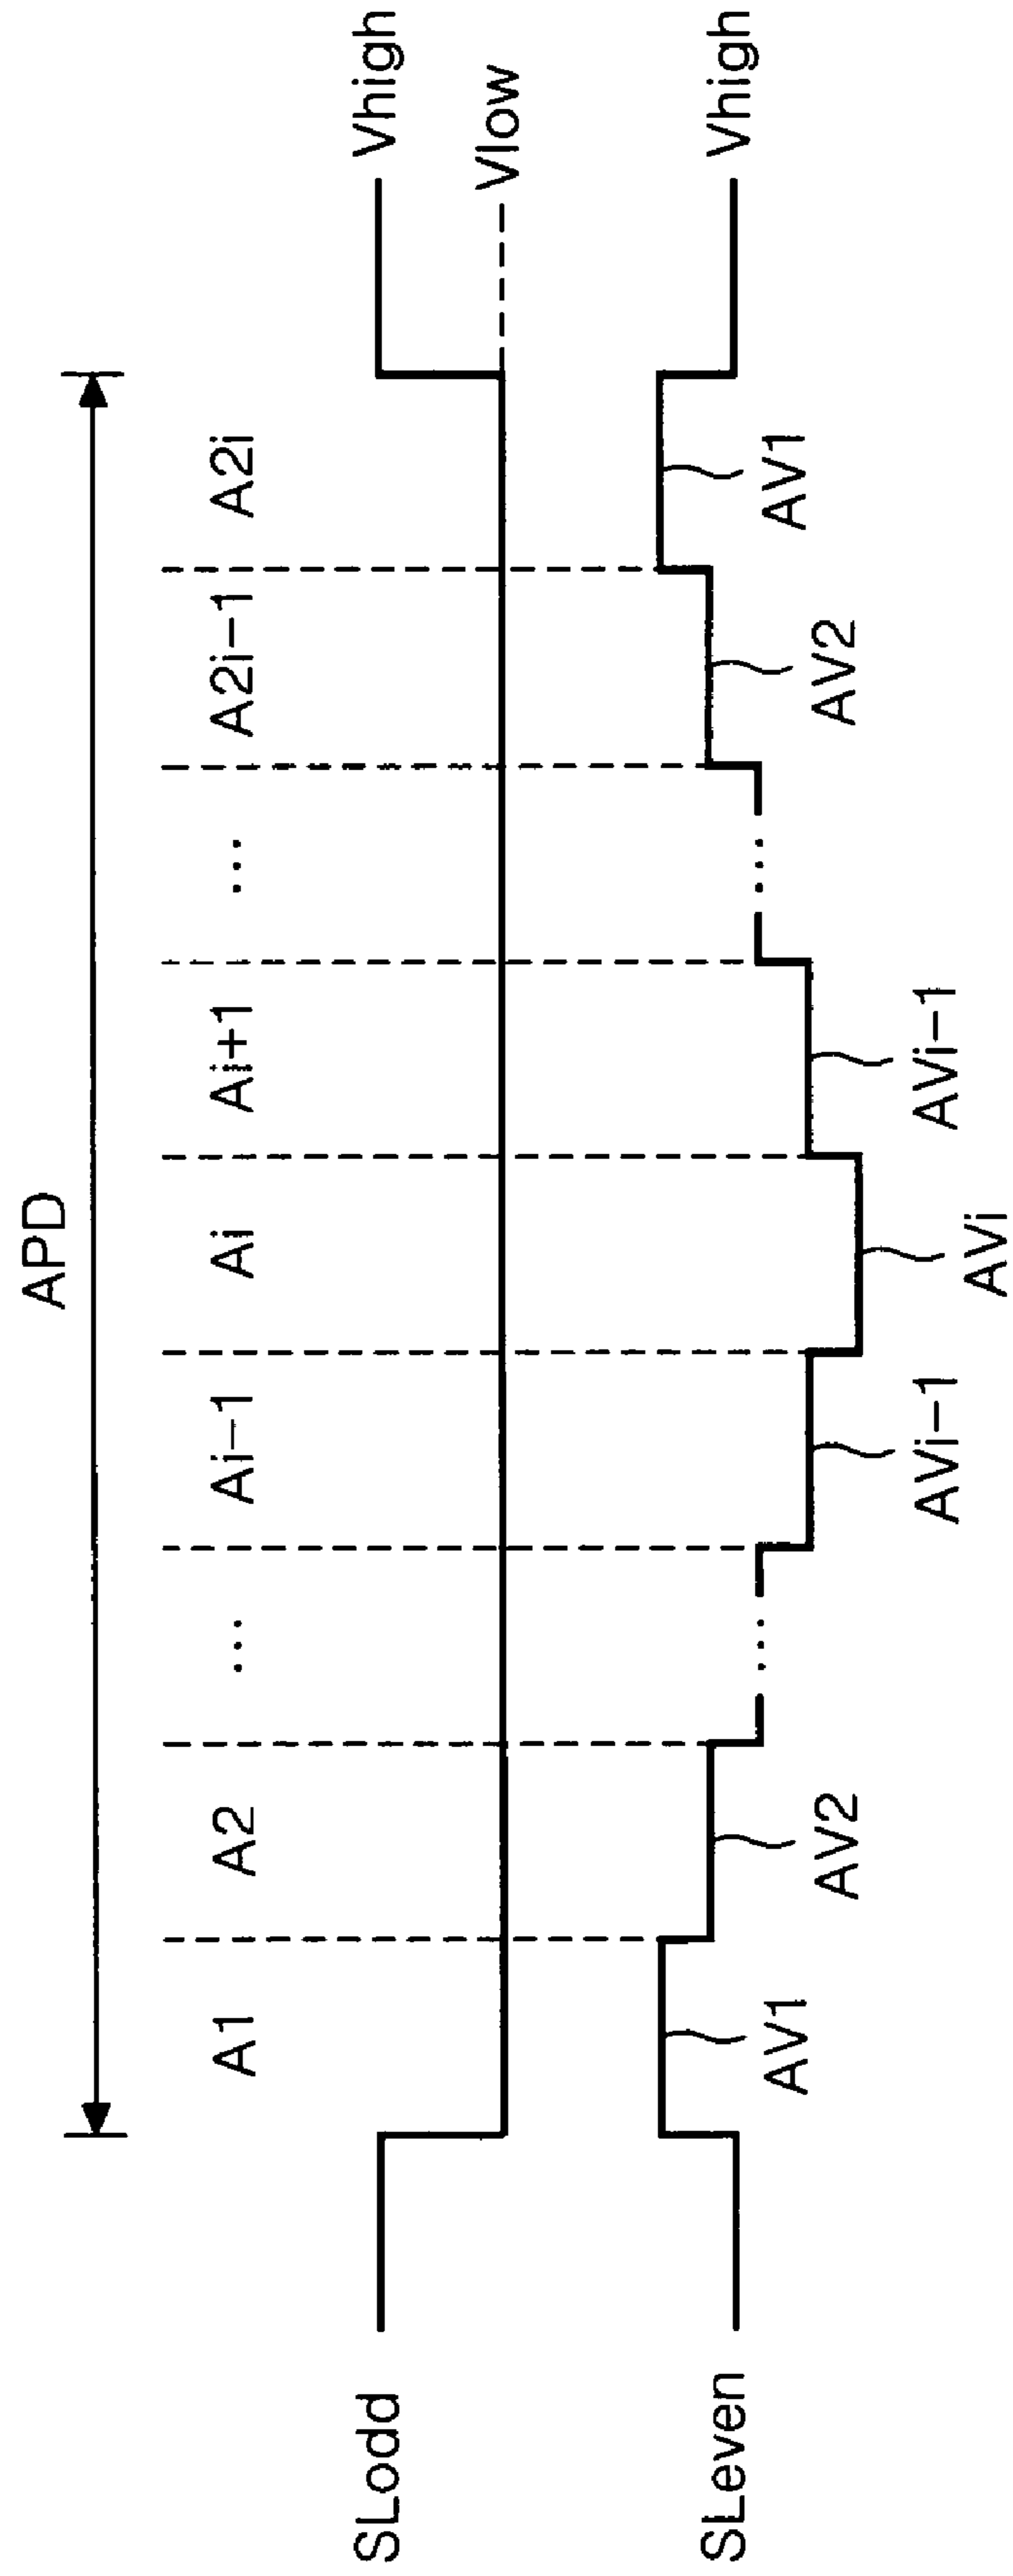 APD
A1 A2 ... Ai−1 Ai Ai+1 ... A2i−1 A2i
SLodd Vhigh
Vlow
SLeven Vhigh
AV1 AV2 ... AVi−1 AVi AVi−1 ... AV2 AV1